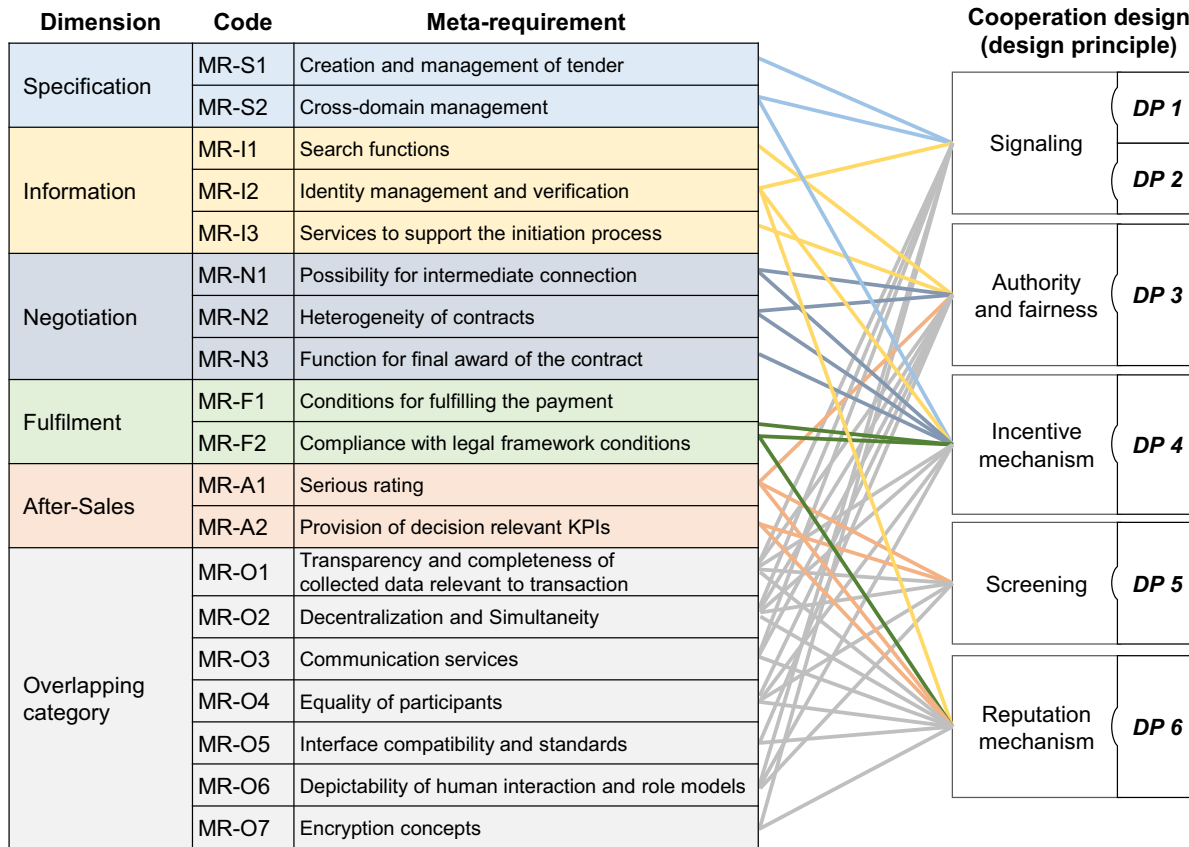 Dimension Code Meta-requirement Cooperation design
(design principle)
Specification
MR-S1 Creation and management of tender
MR-S2 Cross-domain management
Information
MR-I1 Search functions
MR-I2 Identity management and verification
MR-I3 Services to support the initiation process
Negotiation
MR-N1 Possibility for intermediate connection
MR-N2 Heterogeneity of contracts
MR-N3 Function for final award of the contract
Fulfilment
MR-F1 Conditions for fulfilling the payment
MR-F2 Compliance with legal framework conditions
After-Sales
MR-A1 Serious rating
MR-A2 Provision of decision relevant KPIs
Overlapping
category
MR-O1 Transparency and completeness of
collected data relevant to transaction
MR-O2 Decentralization and Simultaneity
MR-O3 Communication services
MR-O4 Equality of participants
MR-O5 Interface compatibility and standards
MR-O6 Depictability of human interaction and role models
MR-O7 Encryption concepts
Signaling
DP 1
DP 2
Authority
and fairness
DP 3
Incentive
mechanism
DP 4
Screening
DP 5
Reputation
mechanism
DP 6